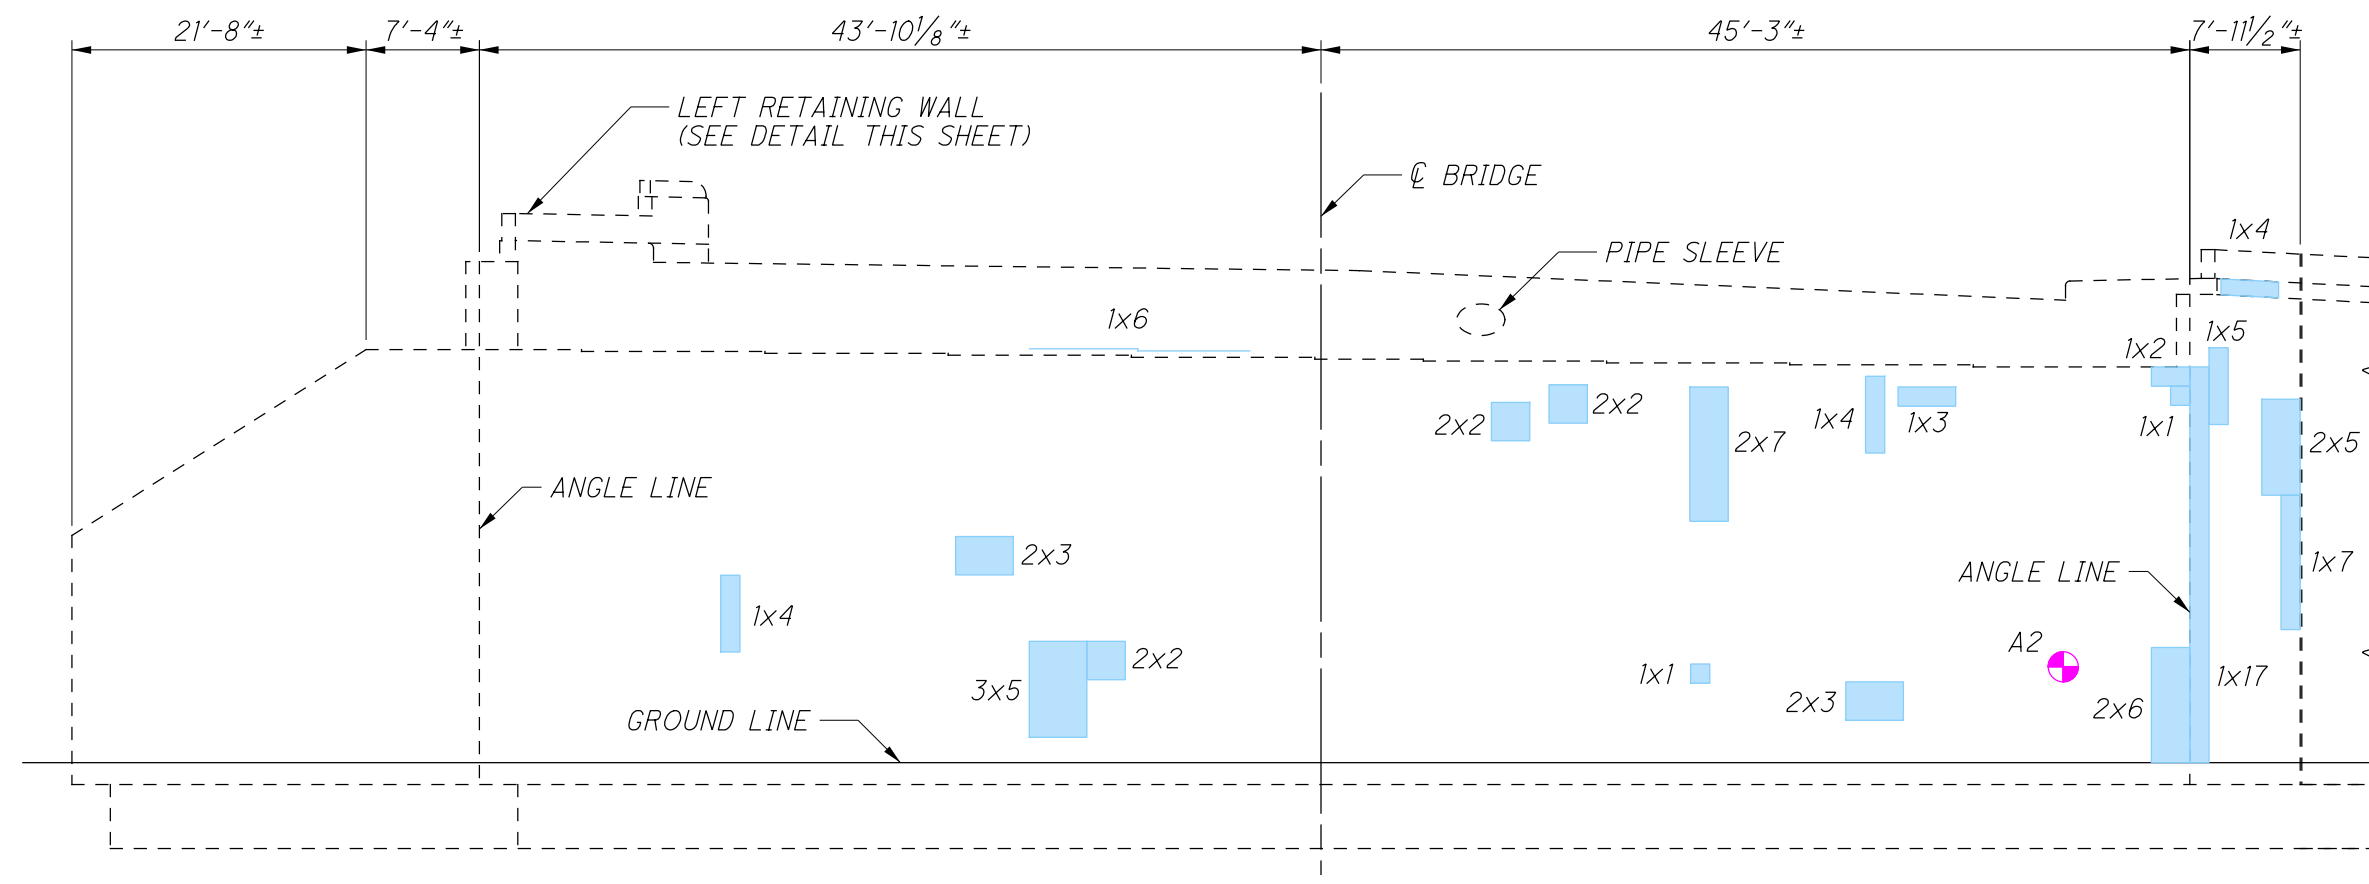 21'-8"±
7'-4"±
43'-10 1/8"±
45'-3"±
7'-11 1/2"±
LEFT RETAINING WALL
(SEE DETAIL THIS SHEET)
℄ BRIDGE
1x4
PIPE SLEEVE
1x6
1x5
1x2
2x2
2x2
1x4
1x3
1x1
2x7
2x5
ANGLE LINE
2x3
1x7
ANGLE LINE
1x4
A2
2x2
1x1
1x17
3x5
2x3
2x6
GROUND LINE